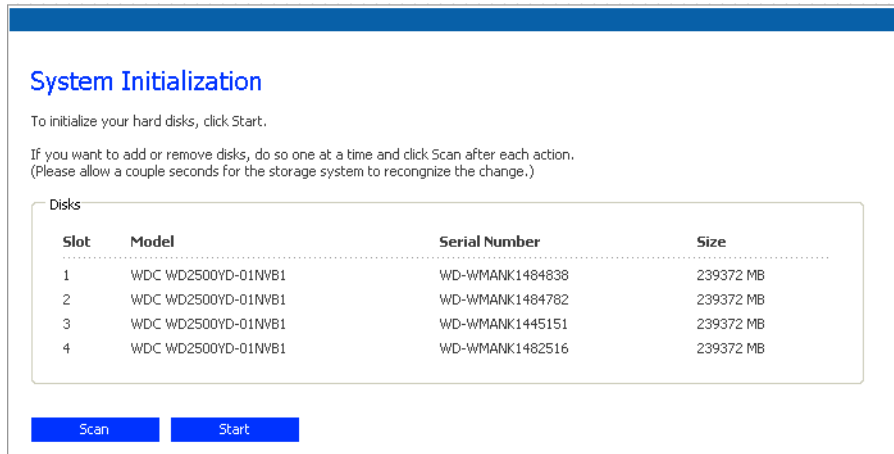 System Initialization
To initialize your hard disks, click Start.
If you want to add or remove disks, do so one at a time and click Scan after each action.
(Please allow a couple seconds for the storage system to recongnize the change.)
Disks
Slot Model Serial Number Size
1 WDC WD2500YD-01NVB1 WD-WMANK1484838 239372 MB
2 WDC WD2500YD-01NVB1 WD-WMANK1484782 239372 MB
3 WDC WD2500YD-01NVB1 WD-WMANK1445151 239372 MB
4 WDC WD2500YD-01NVB1 WD-WMANK1482516 239372 MB
Scan Start